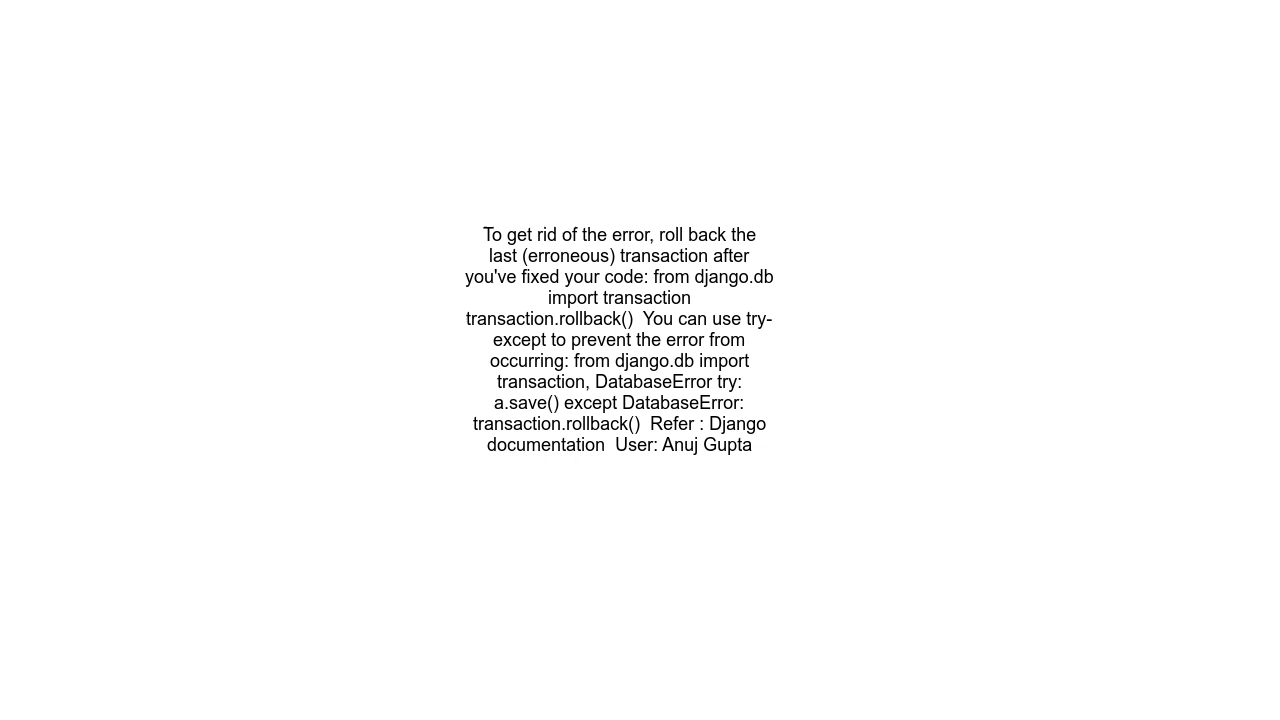 To get rid of the error, roll back the
last (erroneous) transaction after
you've fixed your code: from django.db
import transaction
transaction.rollback()  You can use try-
except to prevent the error from
occurring: from django.db import
transaction, DatabaseError try:
a.save() except DatabaseError:
transaction.rollback()  Refer : Django
documentation  User: Anuj Gupta